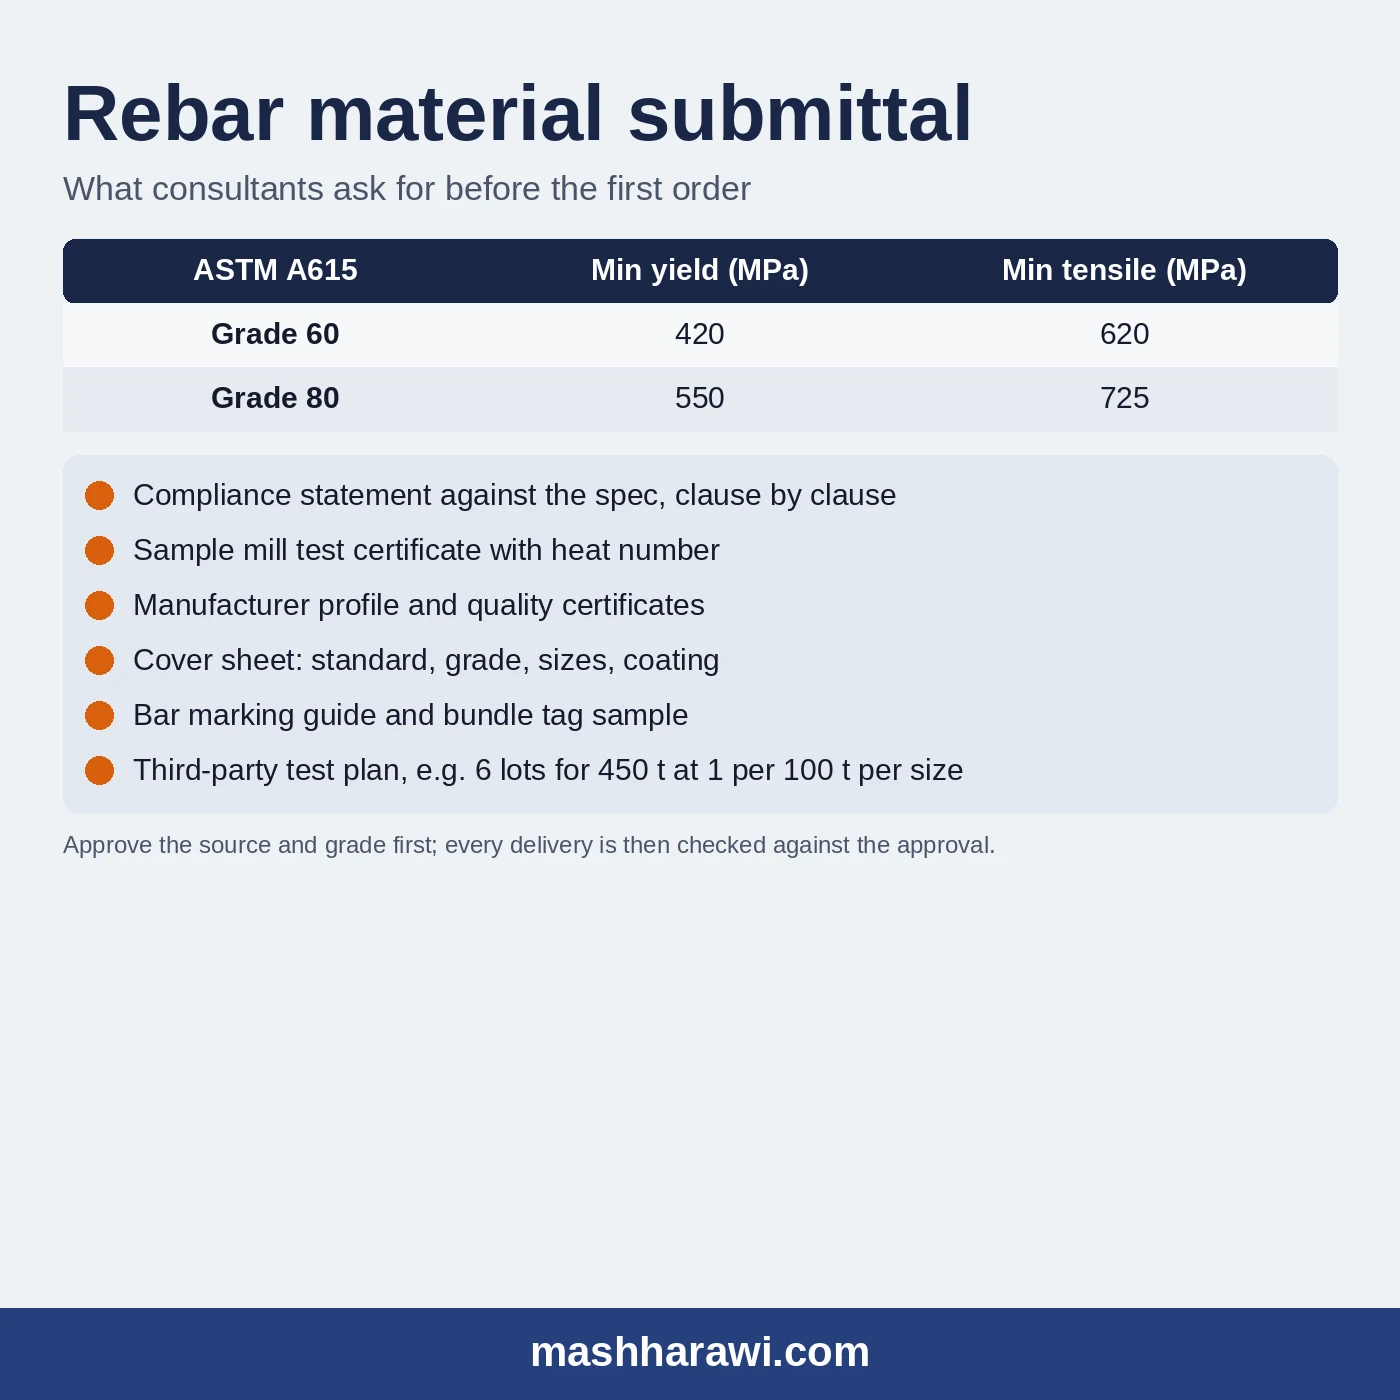 Rebar material submittal
What consultants ask for before the first order
ASTM A615 Min yield (MPa) Min tensile (MPa)
Grade 60 420 620
Grade 80 550 725
Compliance statement against the spec, clause by clause
Sample mill test certificate with heat number
Manufacturer profile and quality certificates
Cover sheet: standard, grade, sizes, coating
Bar marking guide and bundle tag sample
Third-party test plan, e.g. 6 lots for 450 t at 1 per 100 t per size
Approve the source and grade first; every delivery is then checked against the approval.
mashharawi.com